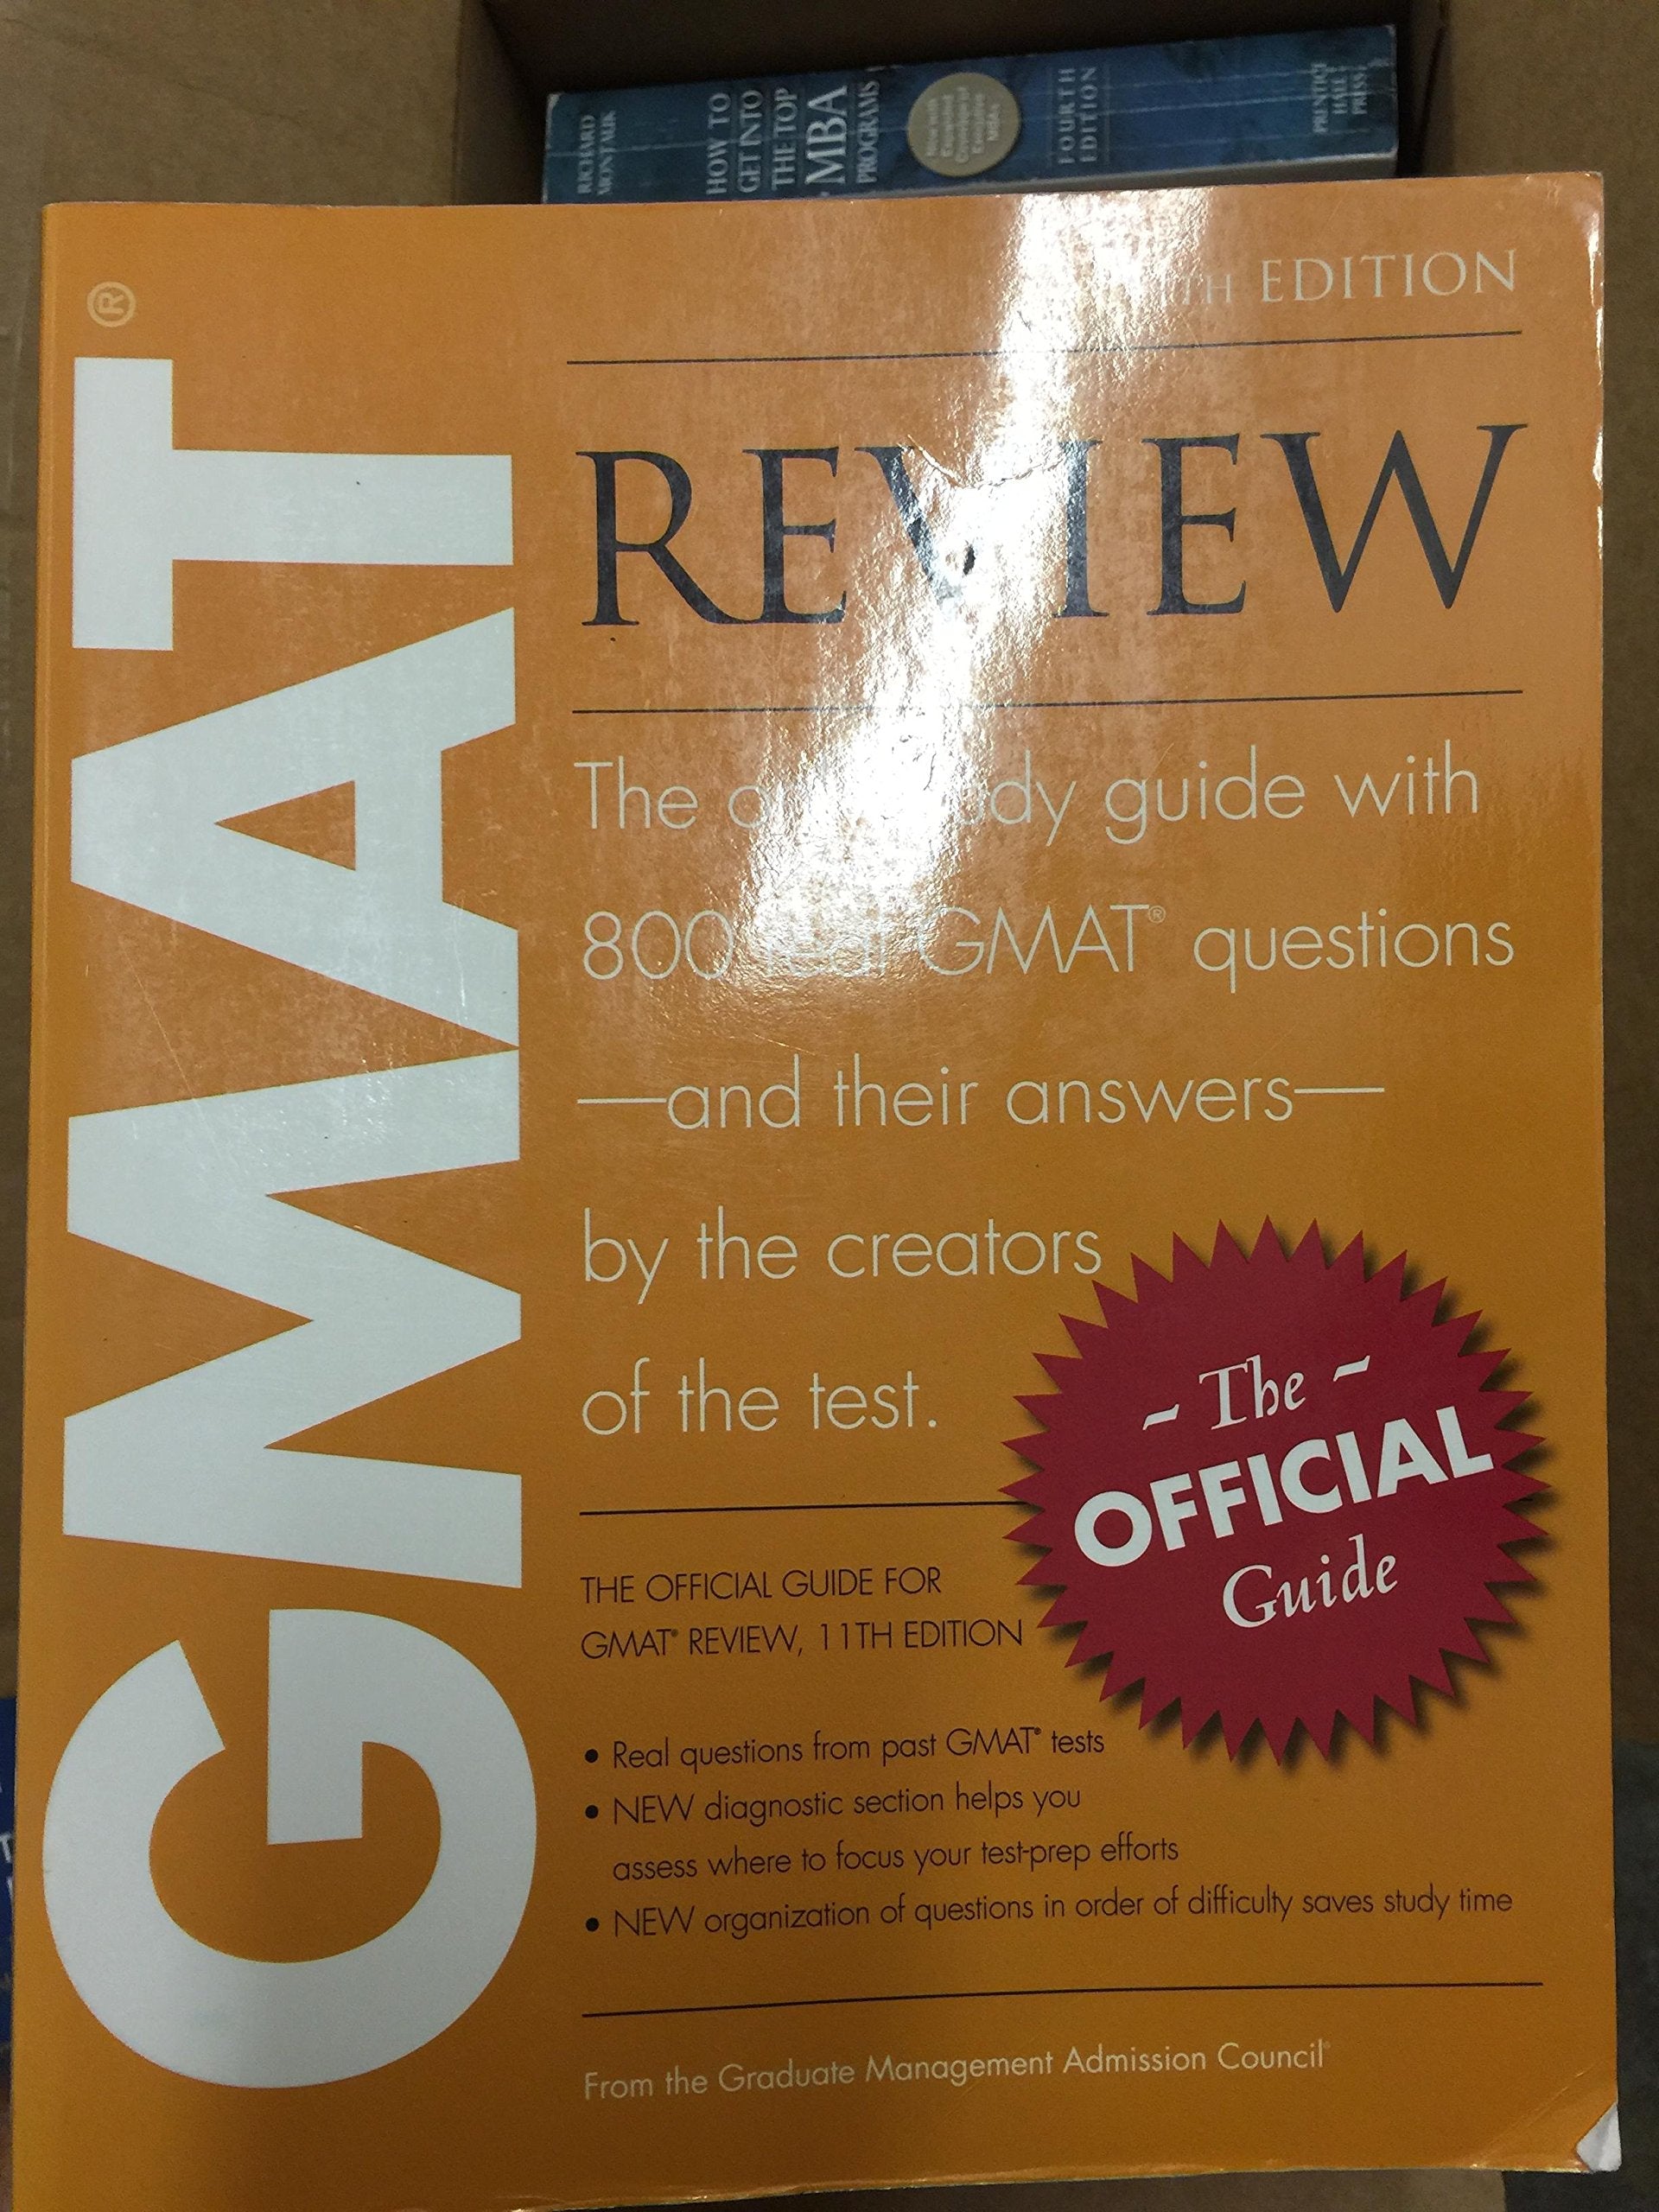 RICHARD
MONTAUK
HOW TO
GET INTO
THE TOP
MBA
PROGRAMS
FOURTH
EDITION
PRENTICE
HALL
PRESS
GMAT®
EDITION
REVIEW
The dy guide with
800 real GMAT® questions
—and their answers—
by the creators
of the test.
- The -
OFFICIAL
Guide
THE OFFICIAL GUIDE FOR
GMAT® REVIEW, 11TH EDITION
• Real questions from past GMAT® tests
• NEW diagnostic section helps you
assess where to focus your test-prep efforts
• NEW organization of questions in order of difficulty saves study time
From the Graduate Management Admission Council®